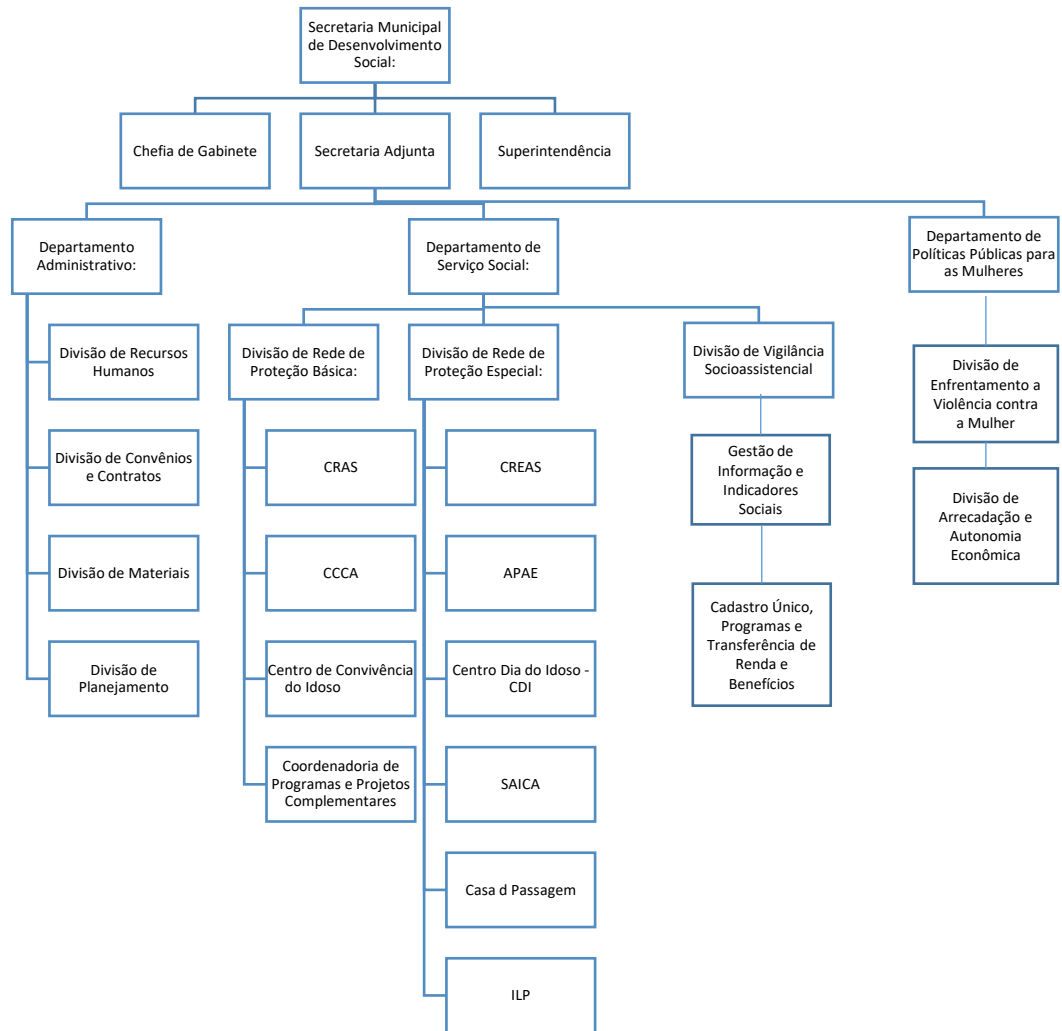 Secretaria Municipal
de Desenvolvimento
Social:
Chefia de Gabinete
Secretaria Adjunta
Superintendência
Departamento
Administrativo:
Departamento de
Serviço Social:
Departamento de
Políticas Públicas para
as Mulheres
Divisão de Recursos
Humanos
Divisão de Convênios
e Contratos
Divisão de Materiais
Divisão de
Planejamento
Divisão de Rede de
Proteção Básica:
CRAS
CCCA
Centro de Convivência
do Idoso
Coordenadoria de
Programas e Projetos
Complementares
Divisão de Rede de
Proteção Especial:
CREAS
APAE
Centro Dia do Idoso -
CDI
SAICA
Casa d Passagem
ILP
Divisão de Vigilância
Socioassistencial
Gestão de
Informação e
Indicadores
Sociais
Cadastro Único,
Programas e
Transferência de
Renda e
Benefícios
Divisão de
Enfrentamento a
Violência contra
a Mulher
Divisão de
Arrecadação e
Autonomia
Econômica